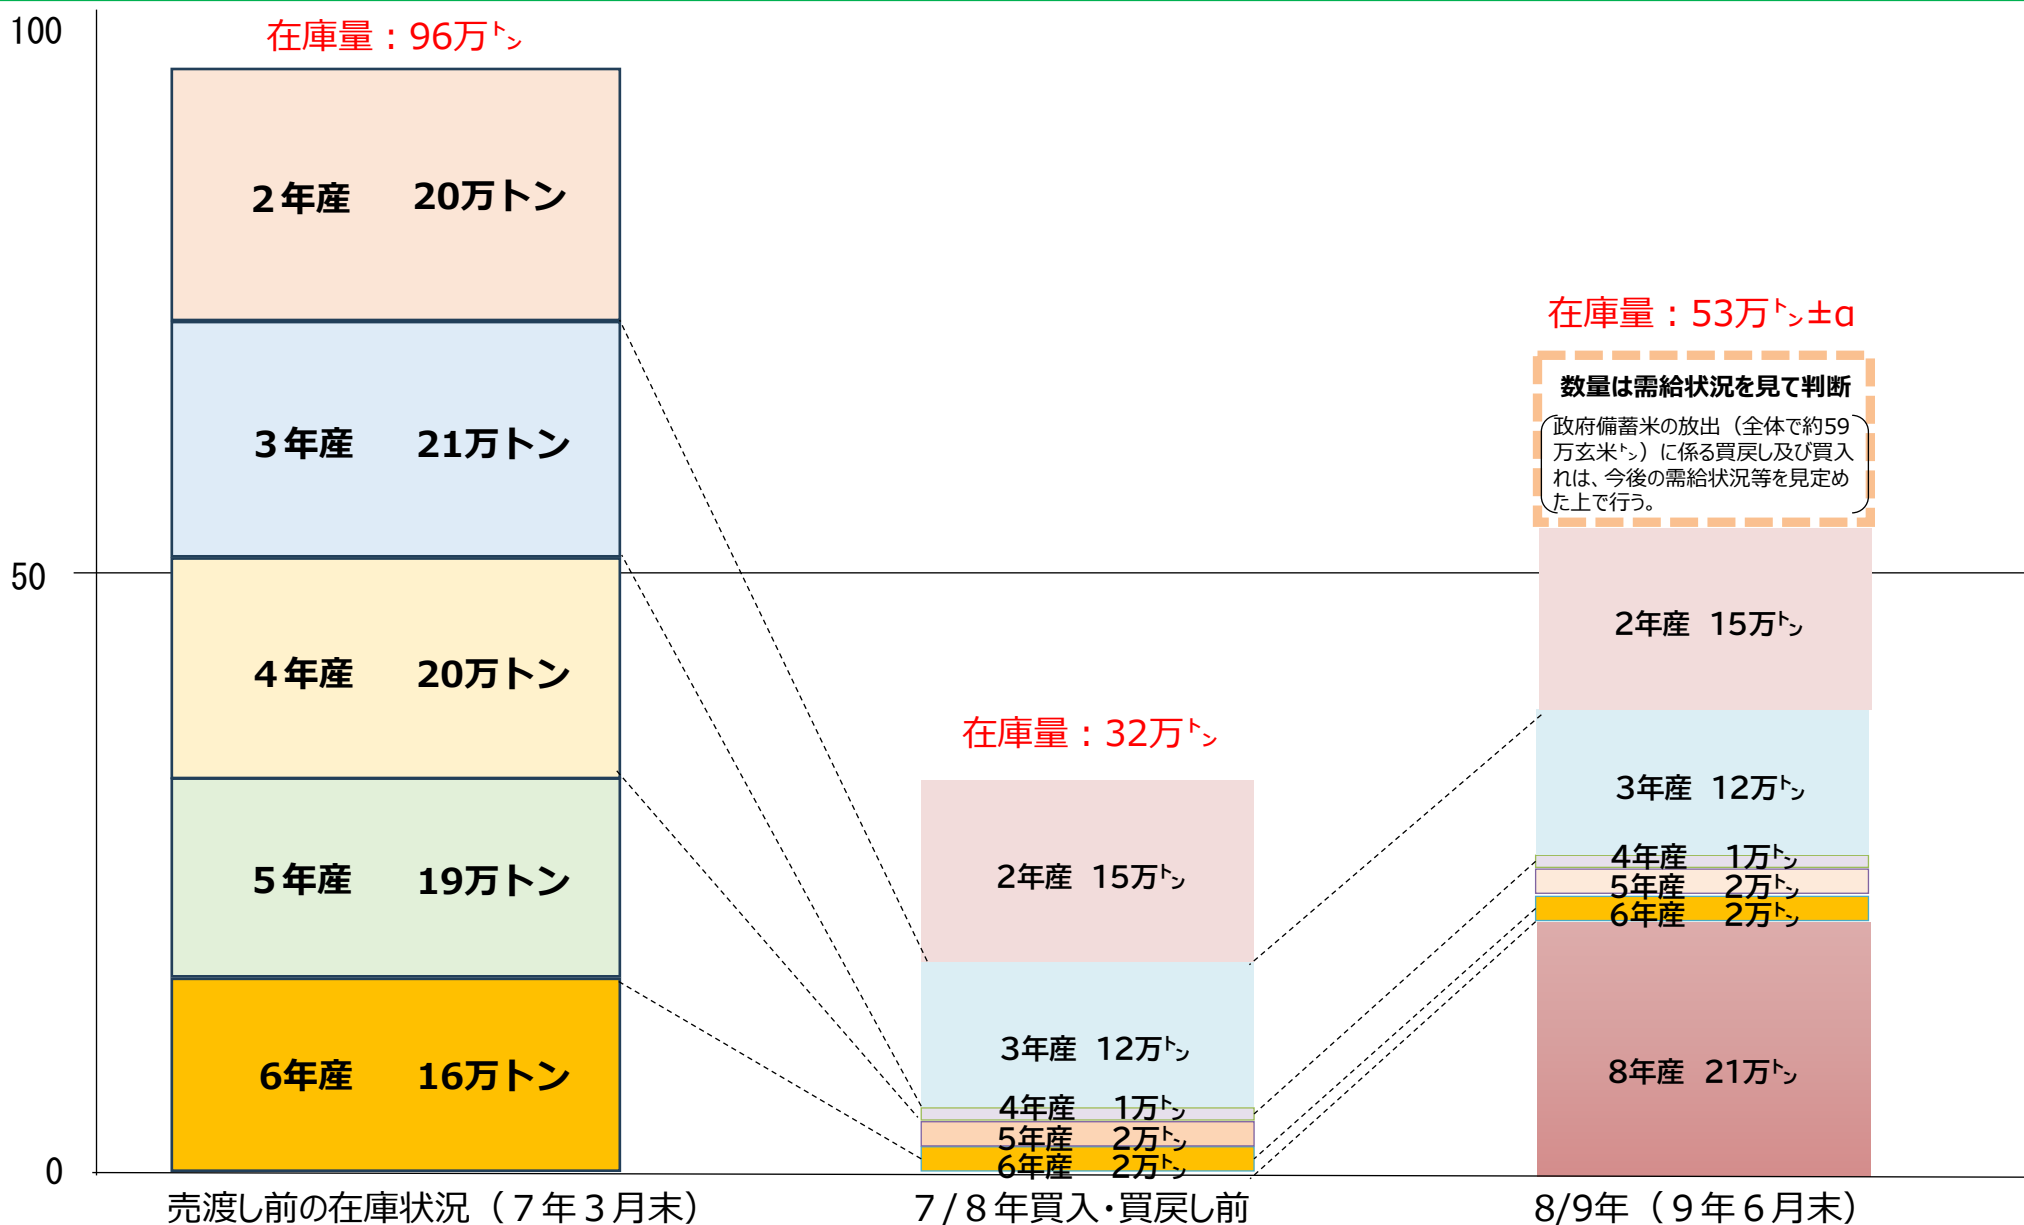 100
50
0
在庫量：96万㌧
2年産　20万トン
3年産　21万トン
4年産　20万トン
5年産　19万トン
6年産　16万トン
売渡し前の在庫状況（７年３月末）
在庫量：32万㌧
2年産　15万㌧
3年産　12万㌧
4年産　1万㌧
5年産　2万㌧
6年産　2万㌧
7/８年買入・買戻し前
在庫量：53万㌧±α
数量は需給状況を見て判断
政府備蓄米の放出（全体で約59
万玄米㌧）に係る買戻し及び買入
れは、今後の需給状況等を見定め
た上で行う。
2年産　15万㌧
3年産　12万㌧
4年産　1万㌧
5年産　2万㌧
6年産　2万㌧
8年産　21万㌧
8/9年（９年６月末）